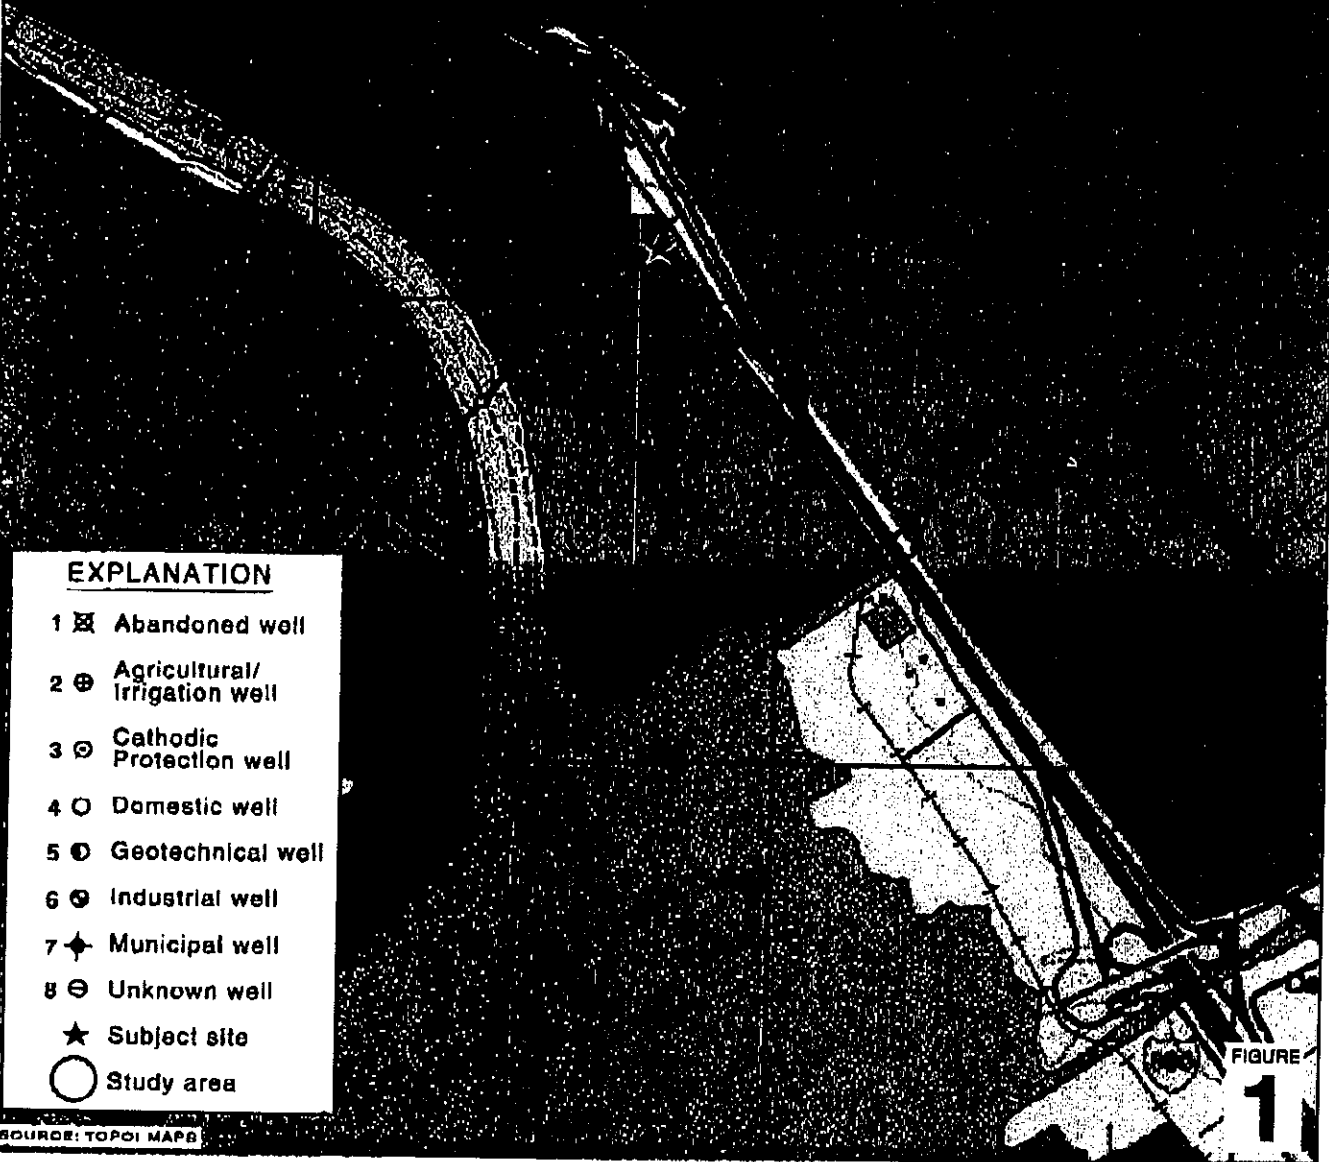 EXPLANATION
1 Abandoned well
2 Agricultural/
Irrigation well
3 Cathodic
Protection well
4 Domestic well
5 Geotechnical well
6 Industrial well
7 Municipal well
8 Unknown well
Subject site
Study area
SOURCE: TOPO! MAPS
FIGURE
1